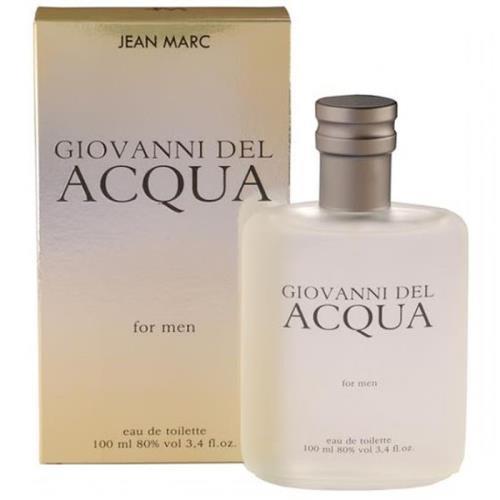 JEAN MARC
GIOVANNI DEL
ACQUA
for men
eau de toilette
100 ml 80% vol 3,4 fl.oz.
GIOVANNI DEL
ACQUA
for men
eau de toilette
100 ml 80% vol 3,4 fl.oz.